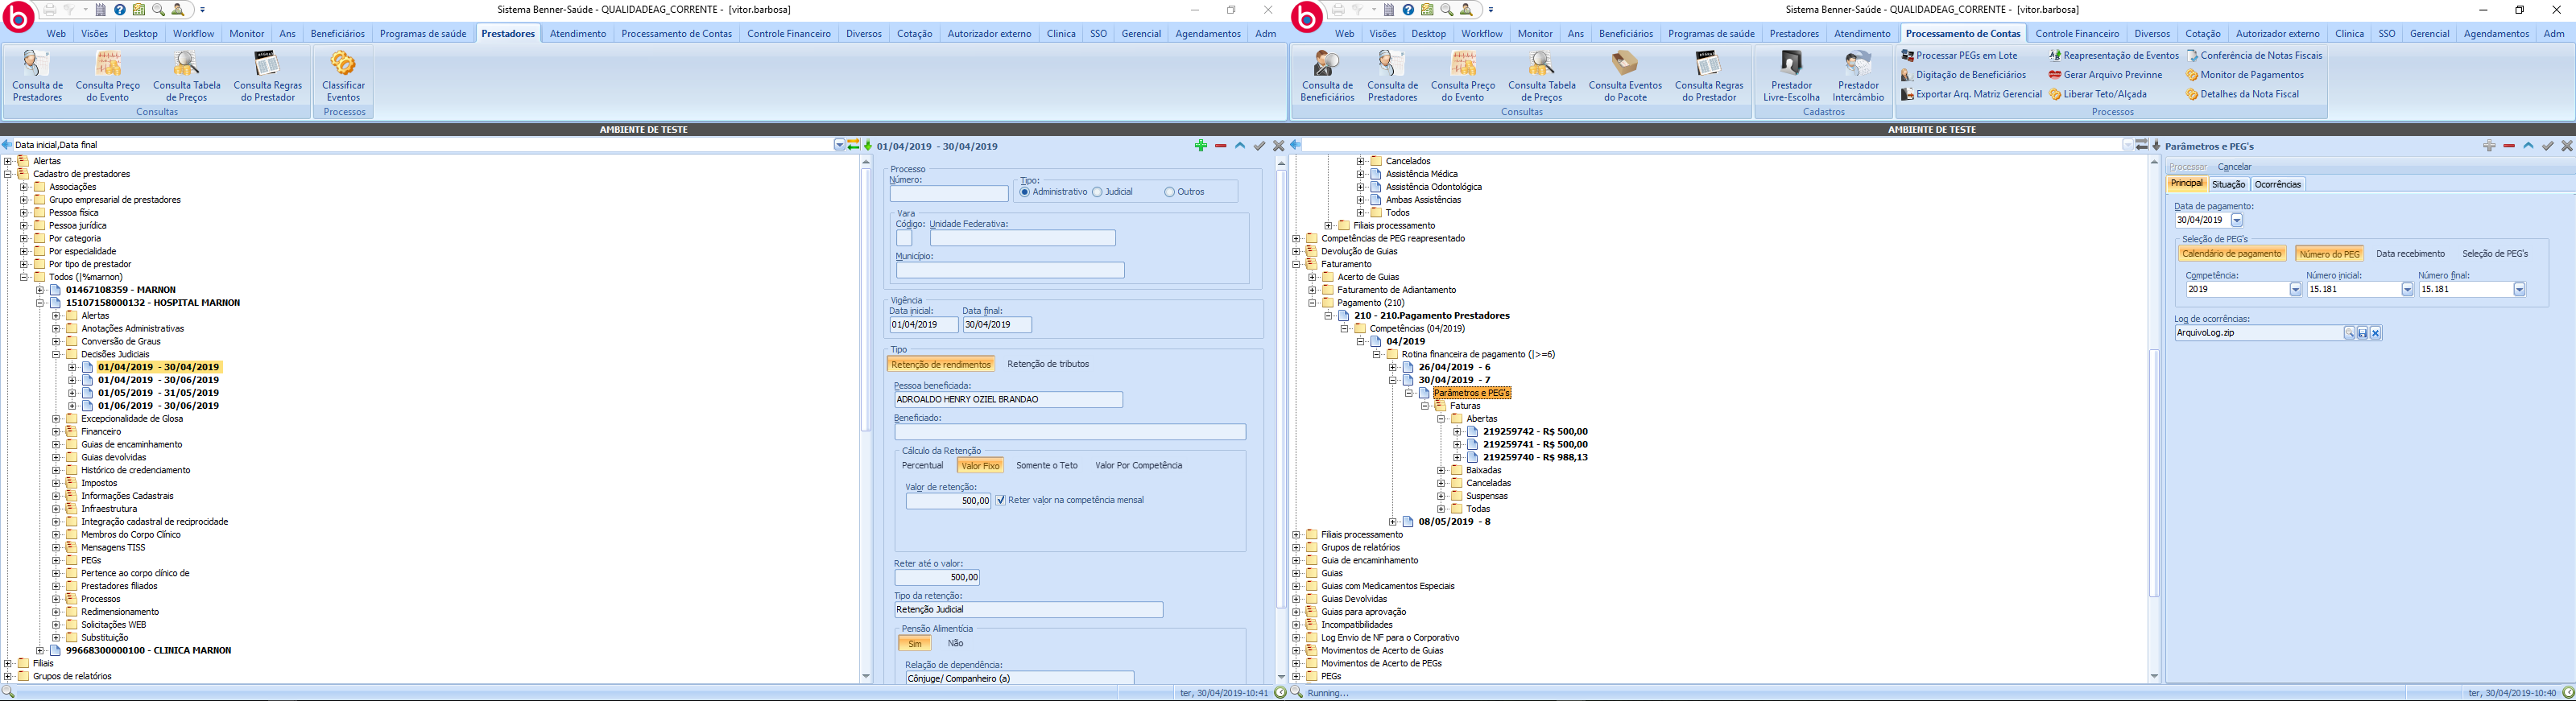 Sistema Benner-Saúde - QUALIDADEAG_CORRENTE - [vitor.barbosa]
Web Visões Desktop Workflow Monitor Ans Beneficiários Programas de saúde Prestadores Atendimento Processamento de Contas Controle Financeiro Diversos Cotação Autorizador externo Clinica SSO Gerencial Agendamentos Adm
Consulta de Prestadores
Consulta Preço do Evento
Consulta Tabela de Preços
Consulta Regras do Prestador
Classificar Eventos
Consultas
Processos
AMBIENTE DE TESTE
Data inicial,Data final
Alertas
Cadastro de prestadores
Associações
Grupo empresarial de prestadores
Pessoa física
Pessoa jurídica
Por categoria
Por especialidade
Por tipo de prestador
Todos (|%marnon)
01467108359 - MARNON
15107158000132 - HOSPITAL MARNON
Alertas
Anotações Administrativas
Conversão de Graus
Decisões Judiciais
01/04/2019 - 30/04/2019
01/04/2019 - 30/06/2019
01/05/2019 - 31/05/2019
01/06/2019 - 30/06/2019
Excepcionalidade de Glosa
Financeiro
Guias de encaminhamento
Guias devolvidas
Histórico de credenciamento
Impostos
Informações Cadastrais
Infraestrutura
Integração cadastral de reciprocidade
Membros do Corpo Clínico
Mensagens TISS
PEGs
Pertence ao corpo clínico de
Prestadores filiados
Processos
Redimensionamento
Solicitações WEB
Substituição
99668300000100 - CLINICA MARNON
Filiais
Grupos de relatórios
01/04/2019 - 30/04/2019
Processo
Número:
Tipo:
Administrativo Judicial Outros
Vara
Código: Unidade Federativa:
Município:
Vigência
Data inicial: Data final:
01/04/2019 30/04/2019
Tipo
Retenção de rendimentos Retenção de tributos
Pessoa beneficiada:
ADROALDO HENRY OZIEL BRANDAO
Beneficiado:
Cálculo da Retenção
Percentual Valor Fixo Somente o Teto Valor Por Competência
Valor de retenção:
500,00 Reter valor na competência mensal
Reter até o valor:
500,00
Tipo da retenção:
Retenção Judicial
Pensão Alimentícia
Sim Não
Relação de dependência:
Cônjuge/ Companheiro (a)
ter, 30/04/2019-10:41
Sistema Benner-Saúde - QUALIDADEAG_CORRENTE - [vitor.barbosa]
Web Visões Desktop Workflow Monitor Ans Beneficiários Programas de saúde Prestadores Atendimento Processamento de Contas Controle Financeiro Diversos Cotação Autorizador externo Clinica SSO Gerencial Agendamentos Adm
Consulta de Beneficiários
Consulta de Prestadores
Consulta Preço do Evento
Consulta Tabela de Preços
Consulta Eventos do Pacote
Consulta Regras do Prestador
Prestador Livre-Escolha
Prestador Intercâmbio
Processar PEGs em Lote
Digitação de Beneficiários
Exportar Arq. Matriz Gerencial
Reapresentação de Eventos
Gerar Arquivo Previnne
Liberar Teto/Alçada
Conferência de Notas Fiscais
Monitor de Pagamentos
Detalhes da Nota Fiscal
Consultas
Cadastros
Processos
AMBIENTE DE TESTE
Cancelados
Assistência Médica
Assistência Odontológica
Ambas Assistências
Todos
Filiais processamento
Competências de PEG reapresentado
Devolução de Guias
Faturamento
Acerto de Guias
Faturamento de Adiantamento
Pagamento (210)
210 - 210.Pagamento Prestadores
Competências (04/2019)
04/2019
Rotina financeira de pagamento (|>=6)
26/04/2019 - 6
30/04/2019 - 7
Parâmetros e PEG's
Faturas
Abertas
219259742 - R$ 500,00
219259741 - R$ 500,00
219259740 - R$ 988,13
Baixadas
Canceladas
Suspensas
Todas
08/05/2019 - 8
Filiais processamento
Grupos de relatórios
Guia de encaminhamento
Guias
Guias com Medicamentos Especiais
Guias Devolvidas
Guias para aprovação
Incompatibilidades
Log Envio de NF para o Corporativo
Movimentos de Acerto de Guias
Movimentos de Acerto de PEGs
PEGs
Parâmetros e PEG's
Processar Cancelar
Principal Situação Ocorrências
Data de pagamento:
30/04/2019
Seleção de PEG's
Calendário de pagamento Número do PEG Data recebimento Seleção de PEG's
Competência: Número inicial: Número final:
2019 15.181 15.181
Log de ocorrências:
ArquivoLog.zip
Running...
ter, 30/04/2019-10:40